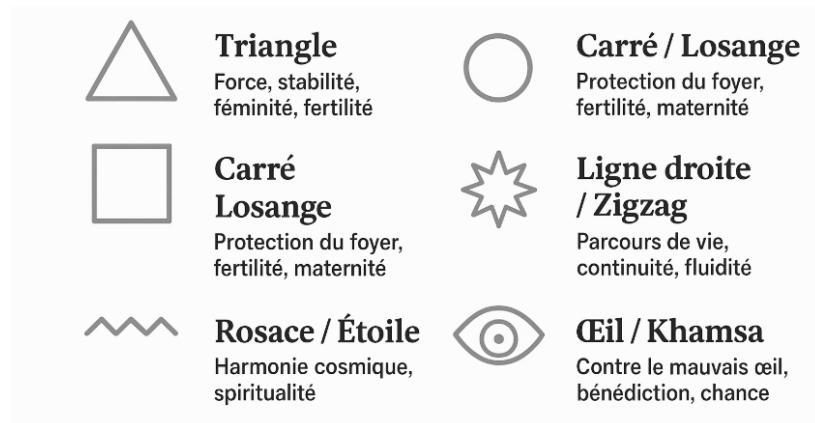 Triangle
Force, stabilité,
féminité, fertilité
Carré / Losange
Protection du foyer,
fertilité, maternité
Carré
Losange
Protection du foyer,
fertilité, maternité
Ligne droite
/ Zigzag
Parcours de vie,
continuité, fluidité
Rosace / Étoile
Harmonie cosmique,
spiritualité
Œil / Khamsa
Contre le mauvais œil,
bénédiction, chance